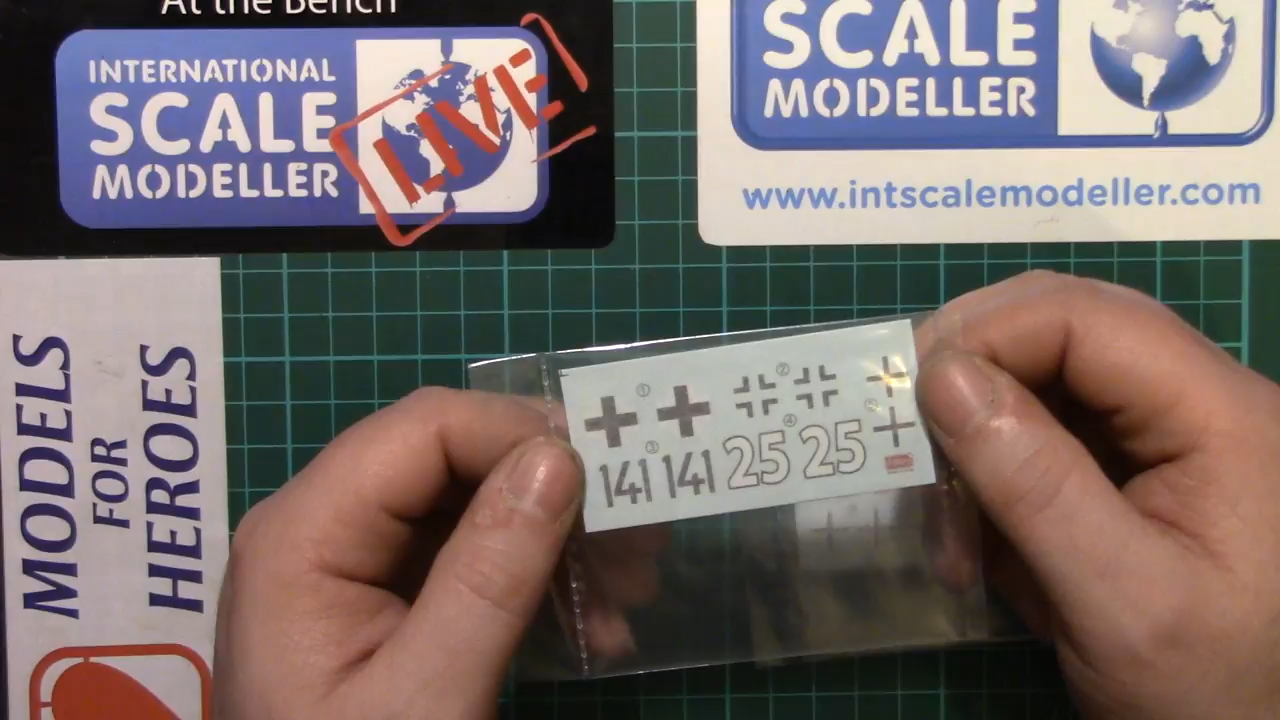 At the Bench
INTERNATIONAL
SCALE
MODELLER
LIVE!
SCALE
MODELLER
www.intscalemodeller.com
MODELS
FOR
HEROES
1 2
3 4 5
141 141 25 25